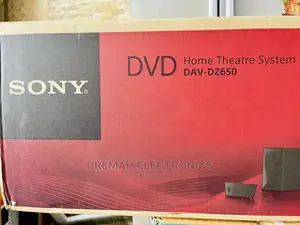 SONY
DVD Home Theatre System
DAV-DZ650
DREMAH ELECTRONICS